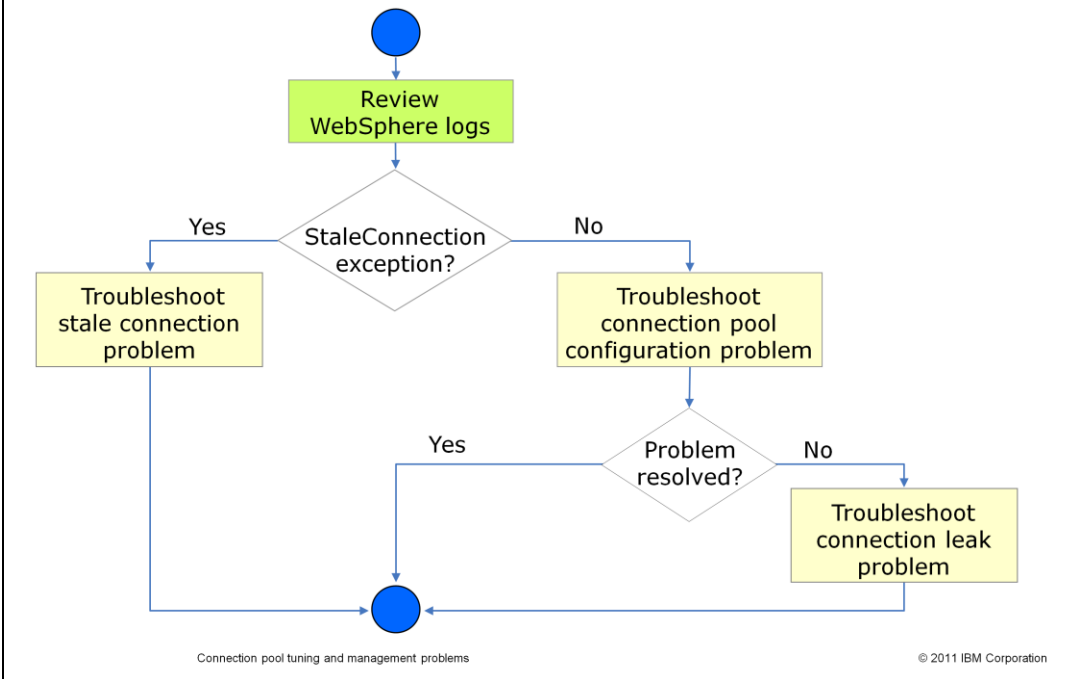 Review
WebSphere logs
Yes
No
StaleConnection
exception?
Troubleshoot
stale connection
problem
Troubleshoot
connection pool
configuration problem
Yes
Problem
resolved?
No
Troubleshoot
connection leak
problem
Connection pool tuning and management problems
© 2011 IBM Corporation